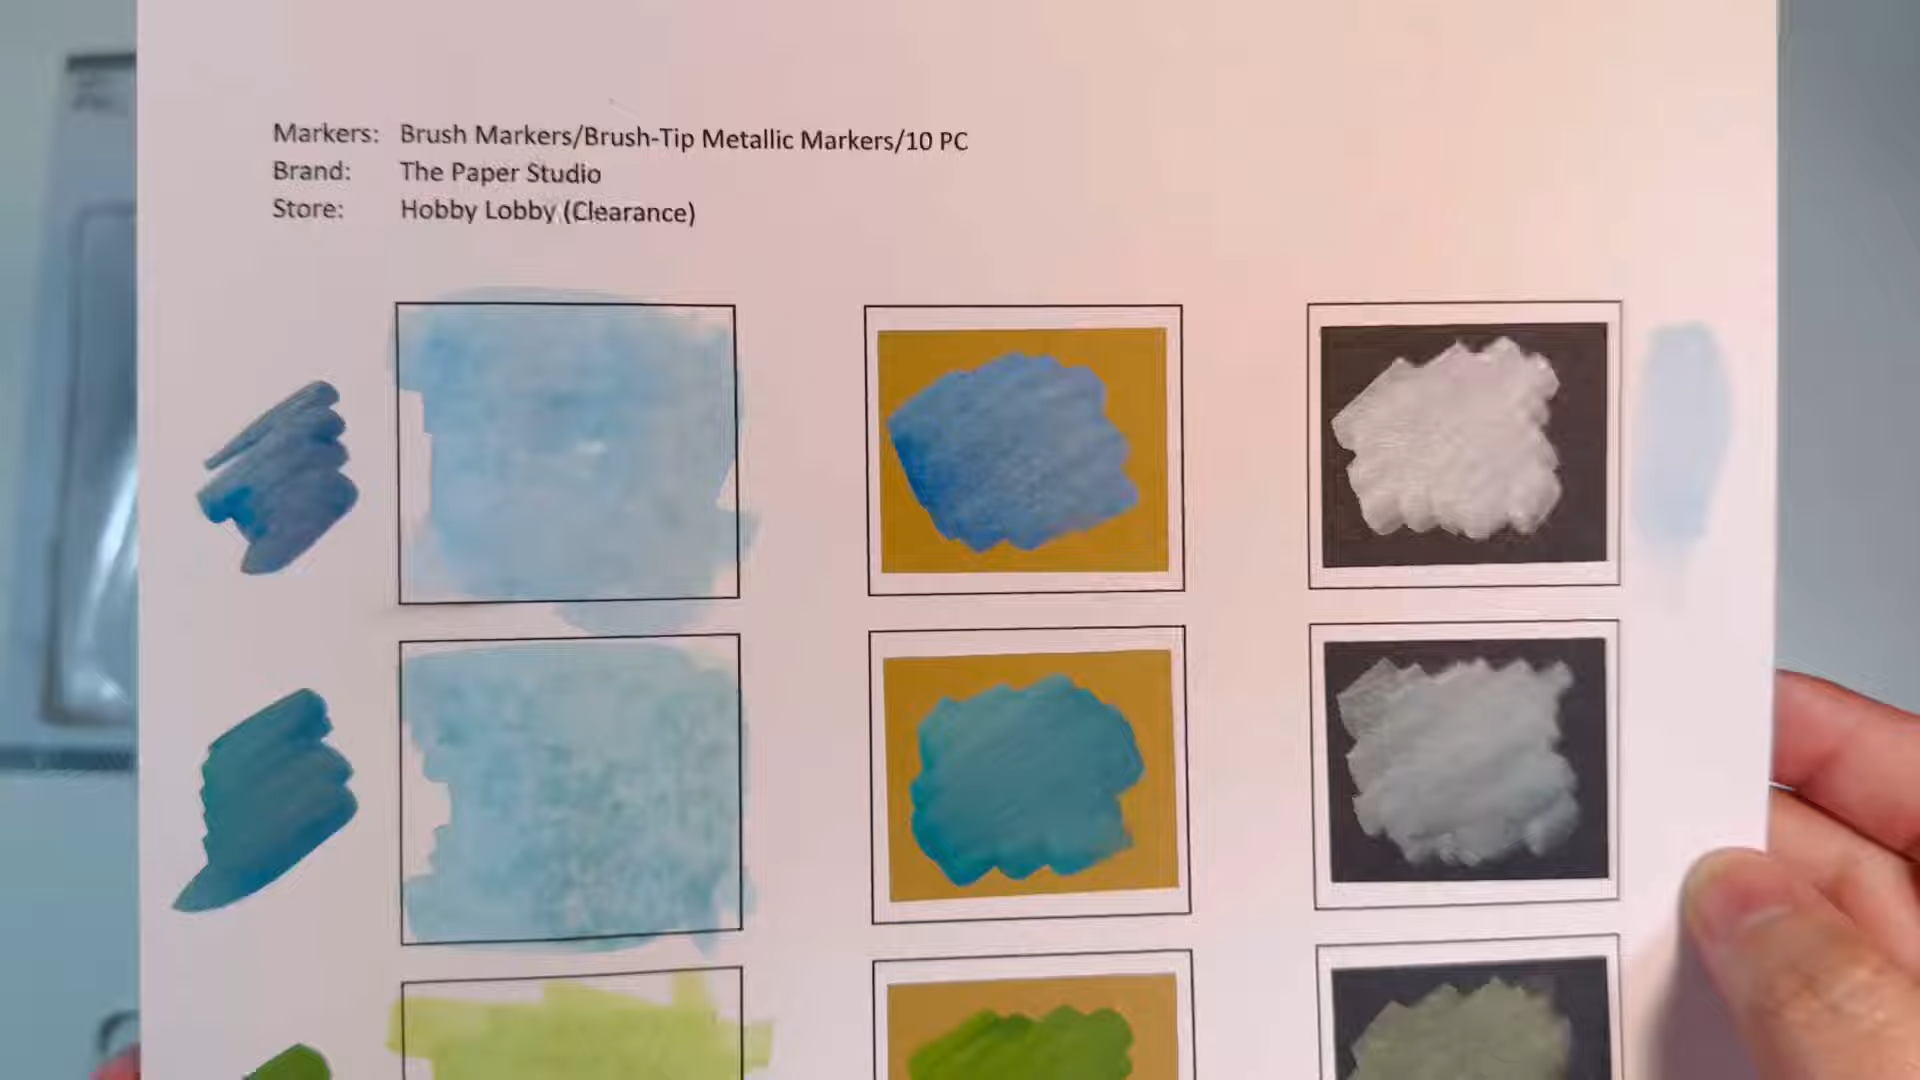 Markers: Brush Markers/Brush-Tip Metallic Markers/10 PC
Brand: The Paper Studio
Store: Hobby Lobby (Clearance)